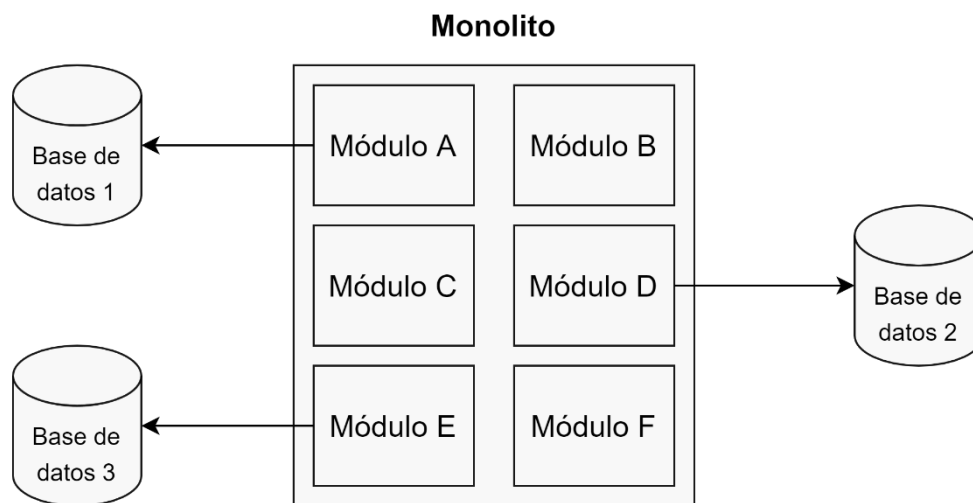 Monolito
Base de
datos 1
Módulo A
Módulo B
Módulo C
Módulo D
Base de
datos 2
Base de
datos 3
Módulo E
Módulo F